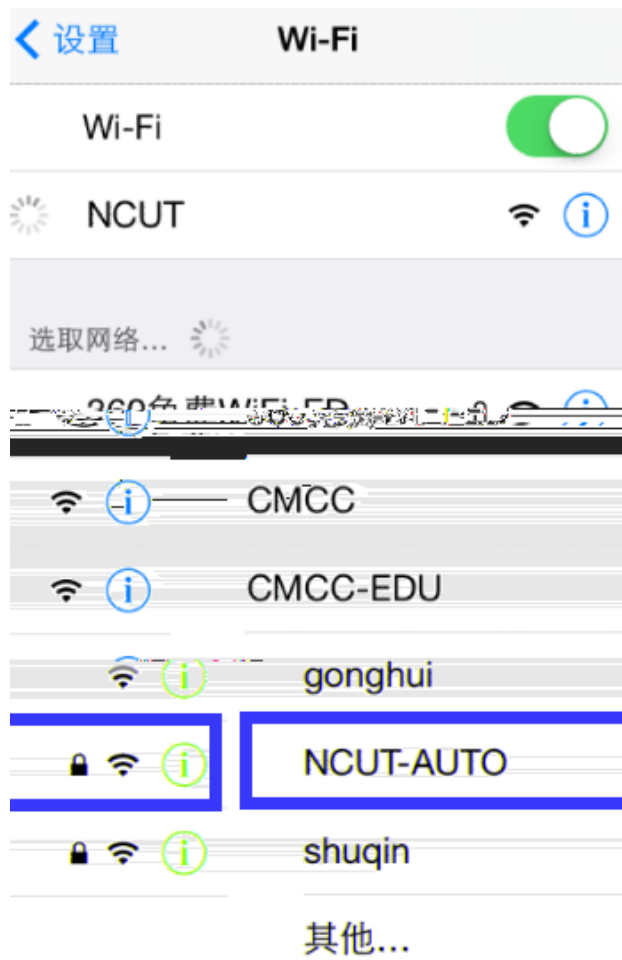 设置 Wi-Fi
Wi-Fi
NCUT
选取网络...
CMCC
CMCC-EDU
gonghui
NCUT-AUTO
shuqin
其他...